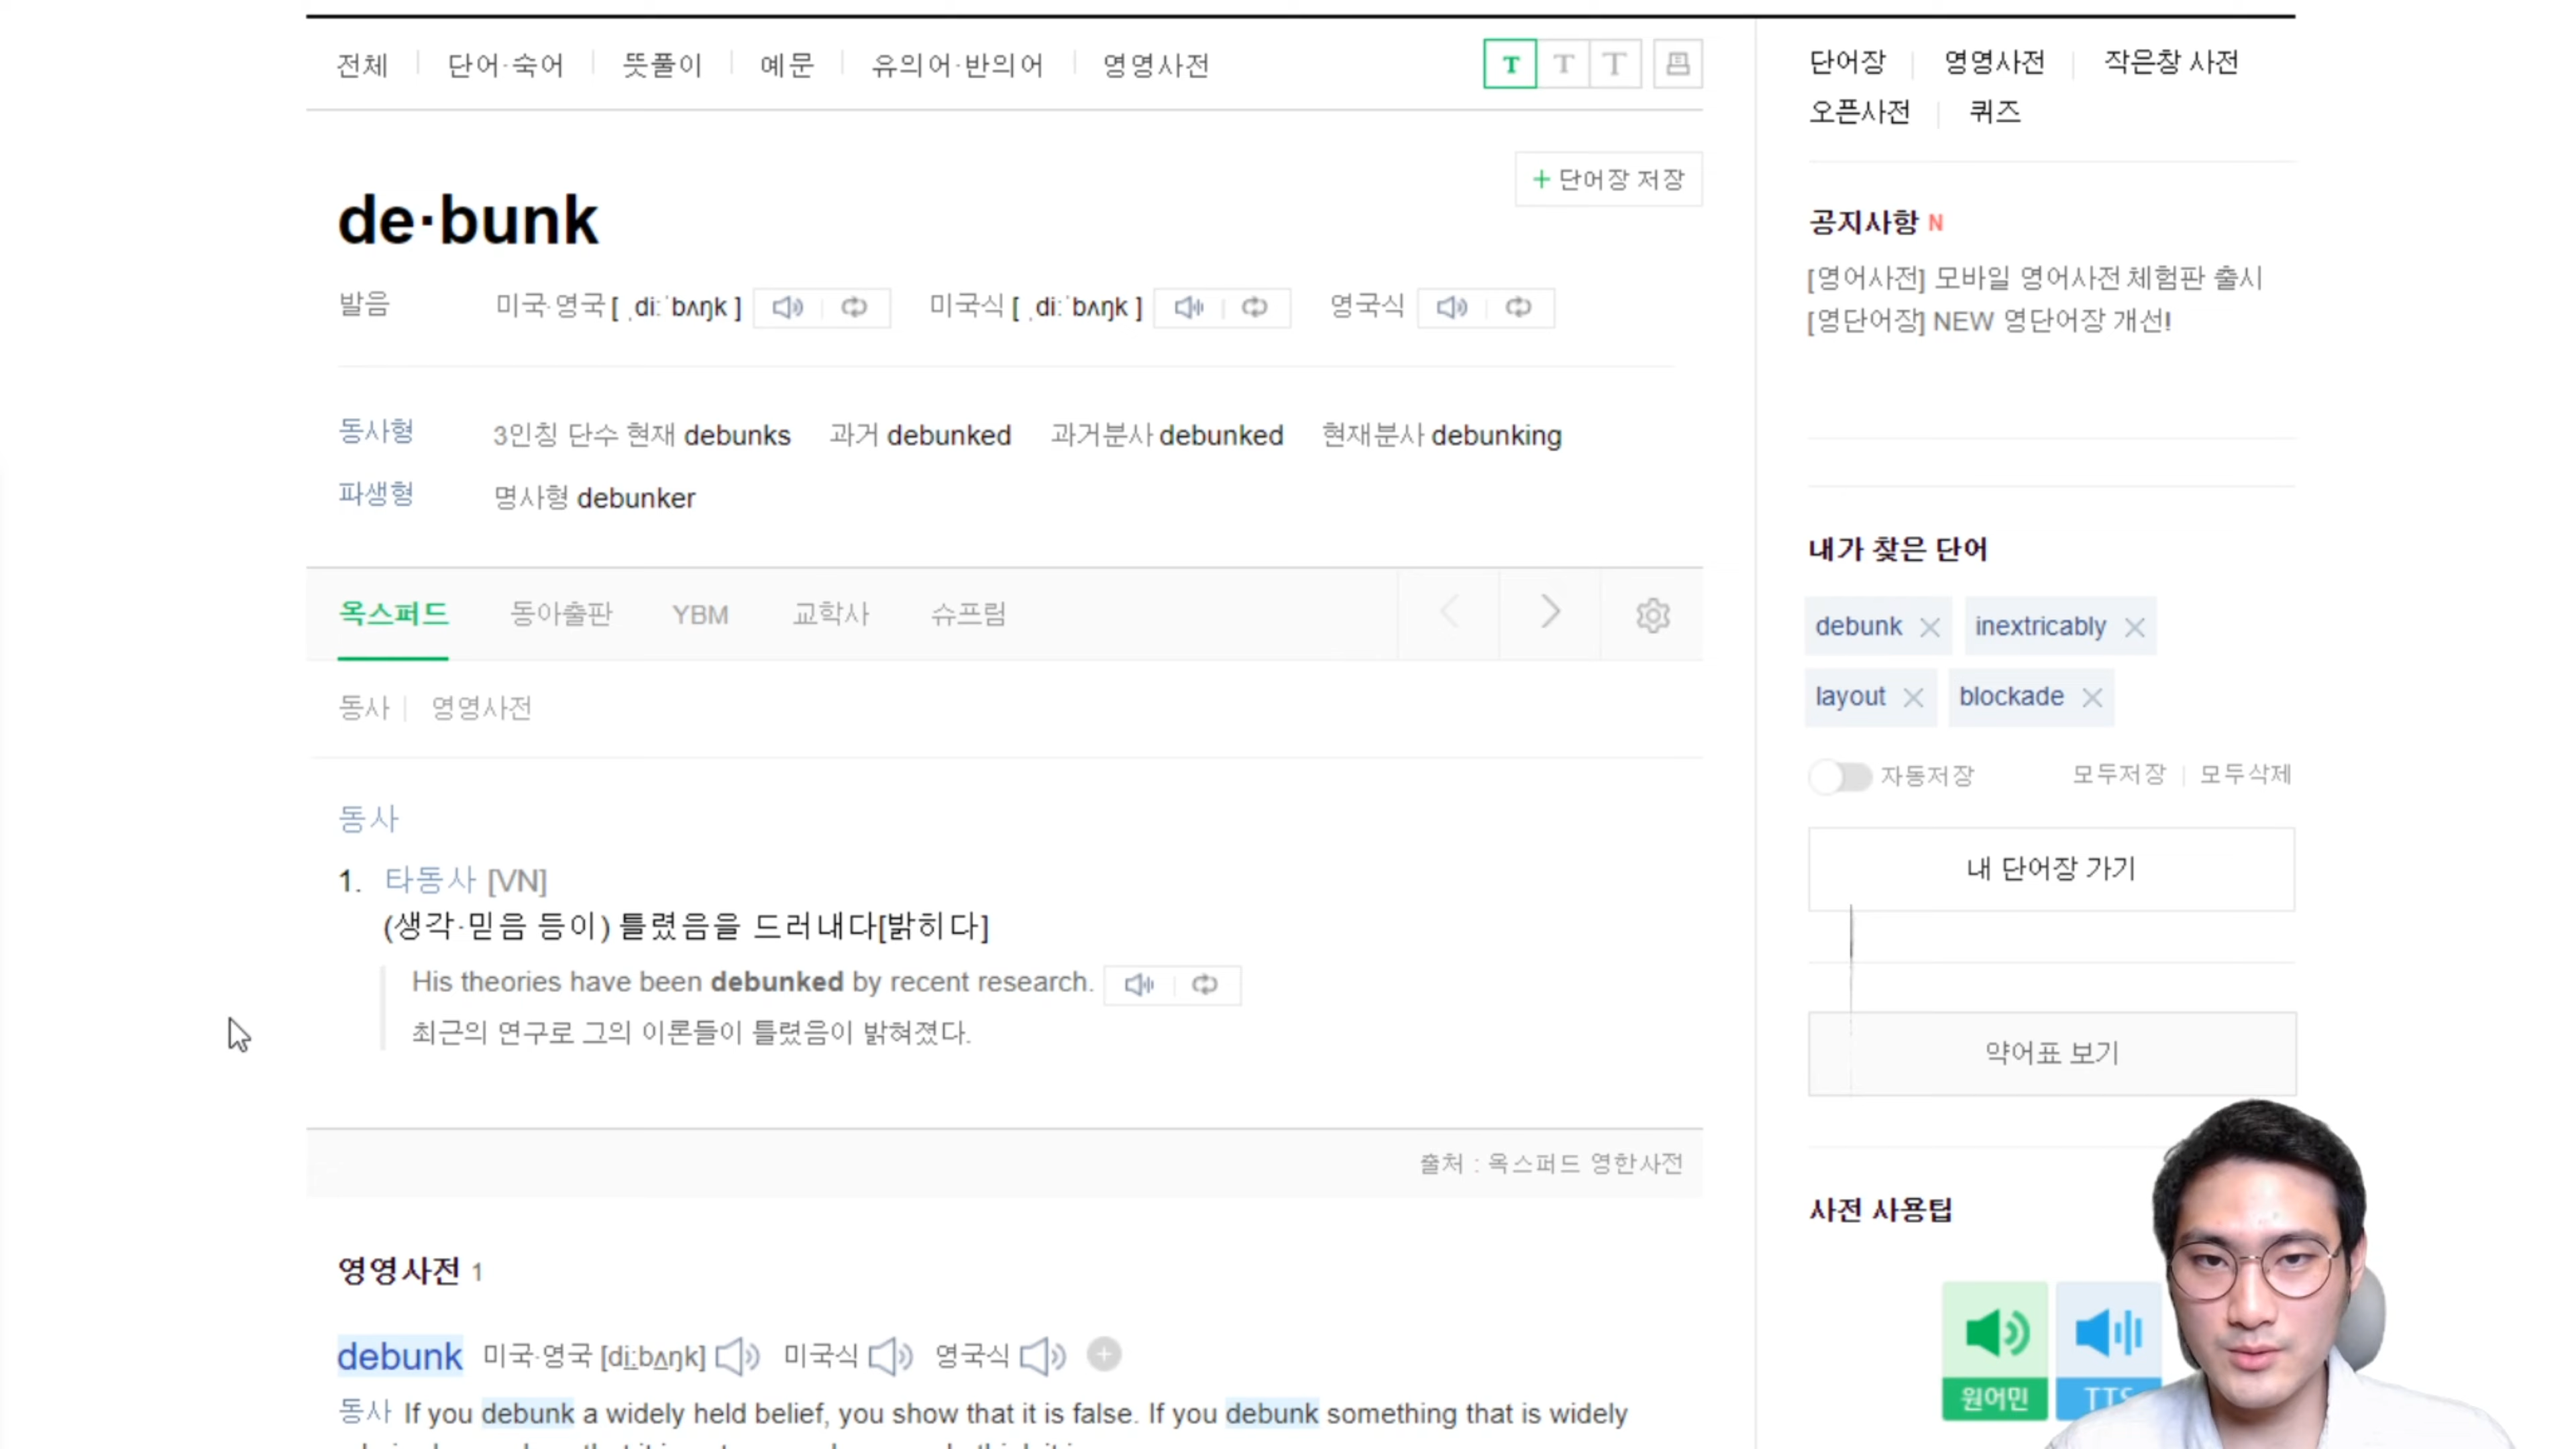 전체 단어·숙어 뜻풀이 예문 유의어·반의어 영영사전
T T T
+ 단어장 저장
de·bunk
발음 미국·영국 [ ˌdiːˈbʌŋk ] 미국식 [ ˌdiːˈbʌŋk ] 영국식
동사형 3인칭 단수 현재 debunks 과거 debunked 과거분사 debunked 현재분사 debunking
파생형 명사형 debunker
옥스퍼드 동아출판 YBM 교학사 슈프림
동사 영영사전
동사
1. 타동사 [VN]
(생각·믿음 등이) 틀렸음을 드러내다[밝히다]
His theories have been debunked by recent research.
최근의 연구로 그의 이론들이 틀렸음이 밝혀졌다.
출처 : 옥스퍼드 영한사전
영영사전 1
debunk 미국·영국 [di:bʌŋk] 미국식 영국식
동사 If you debunk a widely held belief, you show that it is false. If you debunk something that is widely
단어장 영영사전 작은창 사전
오픈사전 퀴즈
공지사항 N
[영어사전] 모바일 영어사전 체험판 출시
[영단어장] NEW 영단어장 개선!
내가 찾은 단어
debunk inextricably
layout blockade
자동저장 모두저장 모두삭제
내 단어장 가기
약어표 보기
사전 사용팁
원어민 TTS